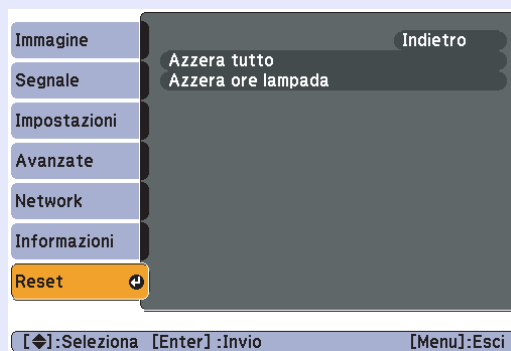 Immagine
Segnale
Impostazioni
Avanzate
Network
Informazioni
Reset
Indietro
Azzera tutto
Azzera ore lampada
[◆]:Seleziona [Enter] :Invio [Menu]:Esci